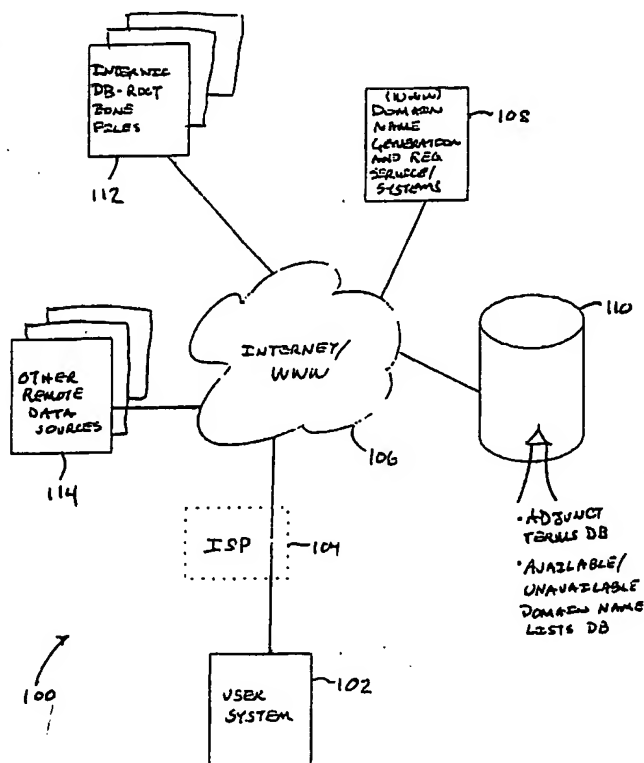 INTERNIC
DB-ROOT
ZONE
FILES
112
(WWW)
DOMAIN
NAME
GENERATION
AND REG
SERVICE/
SYSTEMS
108
INTERNET/
WWW
106
110
• ADJUNCT
TERMS DB
• AVAILABLE/
UNAVAILABLE
DOMAIN NAME
LISTS DB
OTHER
REMOTE
DATA
SOURCES
114
ISP
104
USER
SYSTEM
102
100